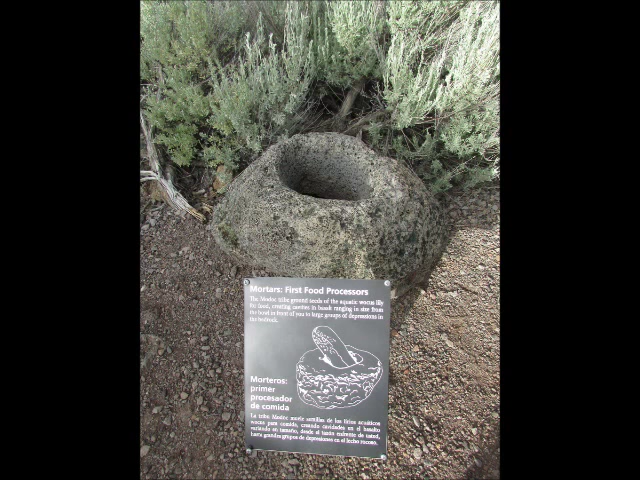 Mortars: First Food Processors
The Modoc tribe ground seeds of the aquatic wocus lily
for food, creating cavities in basalt ranging in size from
the bowl in front of you to large groups of depressions in
the bedrock.
Morteros:
primer
procesador
de comida
La tribu Modoc muele semillas de los lirios acuáticos
wocus para comida, creando cavidades en el basalto
variando en tamaño, desde el tazón enfrente de usted,
hasta grandes grupos de depresiones en el lecho rocoso.